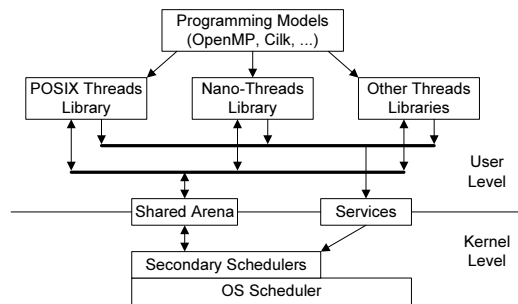 Programming Models
(OpenMP, Cilk, ...)
POSIX Threads
Library
Nano-Threads
Library
Other Threads
Libraries
User
Level
Shared Arena
Services
Kernel
Level
Secondary Schedulers
OS Scheduler